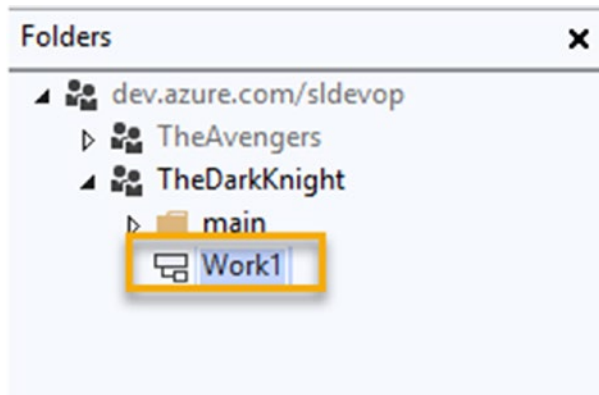 Folders
dev.azure.com/sldevop
TheAvengers
TheDarkKnight
main
Work1